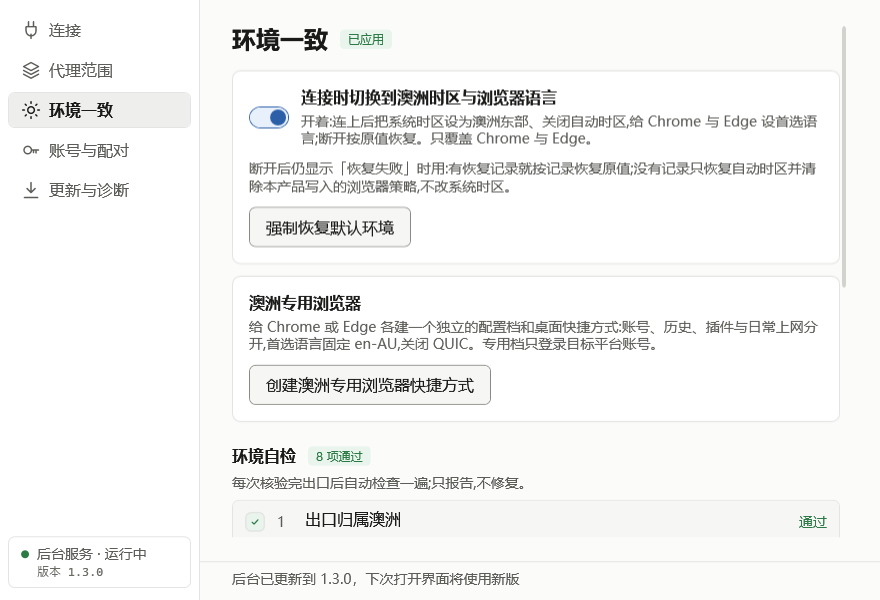 连接
代理范围
环境一致
账号与配对
更新与诊断
后台服务 · 运行中
版本 1.3.0
环境一致 已应用
连接时切换到澳洲时区与浏览器语言
开着:连上后把系统时区设为澳洲东部、关闭自动时区,给 Chrome 与 Edge 设首选语
言;断开按原值恢复。只覆盖 Chrome 与 Edge。
断开后仍显示「恢复失败」时用:有恢复记录就按记录恢复原值;没有记录只恢复自动时区并清
除本产品写入的浏览器策略,不改系统时区。
强制恢复默认环境
澳洲专用浏览器
给 Chrome 或 Edge 各建一个独立的配置档和桌面快捷方式:账号、历史、插件与日常上网分
开,首选语言固定 en-AU,关闭 QUIC。专用档只登录目标平台账号。
创建澳洲专用浏览器快捷方式
环境自检 8 项通过
每次核验完出口后自动检查一遍;只报告,不修复。
1 出口归属澳洲 通过
后台已更新到 1.3.0，下次打开界面将使用新版